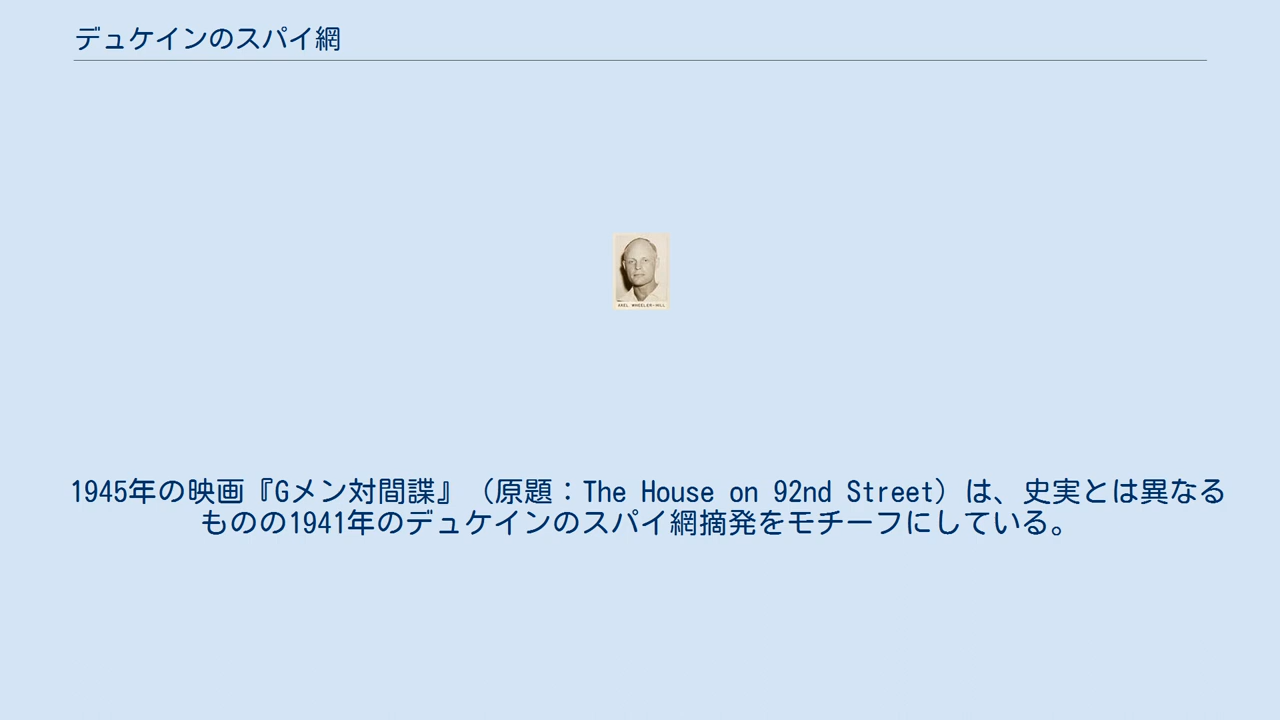 デュケインのスパイ網
AXEL WHEELER-HILL
1945年の映画『Gメン対間諜』（原題：The House on 92nd Street）は、史実とは異なる
ものの1941年のデュケインのスパイ網摘発をモチーフにしている。